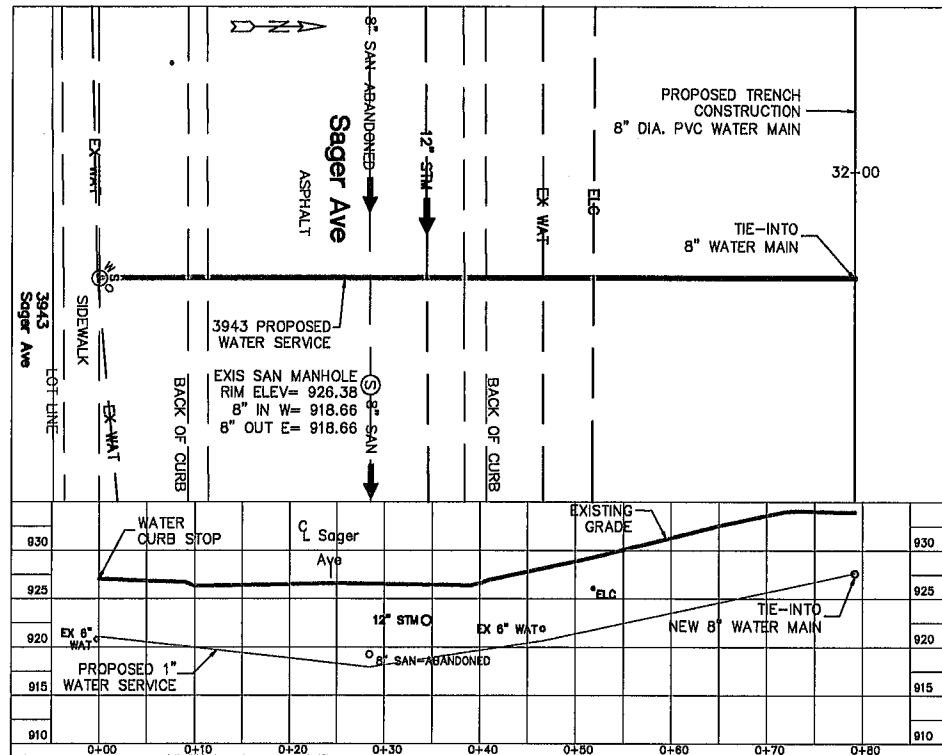 N
8" SAN-ABANDONED
Sager Ave
ASPHALT
12" STM
EX WAT
EX WAT
ELC
PROPOSED TRENCH
CONSTRUCTION
8" DIA. PVC WATER MAIN
32+00
TIE-INTO
8" WATER MAIN
W
S
O
3943
Sager Ave
LOT LINE
SIDEWALK
EX WAT
BACK OF CURB
3943 PROPOSED
WATER SERVICE
EXIS SAN MANHOLE
RIM ELEV= 926.38
8" IN W= 918.66
8" OUT E= 918.66
S
8" SAN
BACK OF CURB
WATER
CURB STOP
CL Sager
Ave
EXISTING
GRADE
930
925
920
915
910
930
925
920
915
910
EX 6"
WAT
PROPOSED 1"
WATER SERVICE
12" STM
8" SAN-ABANDONED
EX 6" WAT
ELC
TIE-INTO
NEW 8" WATER MAIN
0+00
0+10
0+20
0+30
0+40
0+50
0+60
0+70
0+80